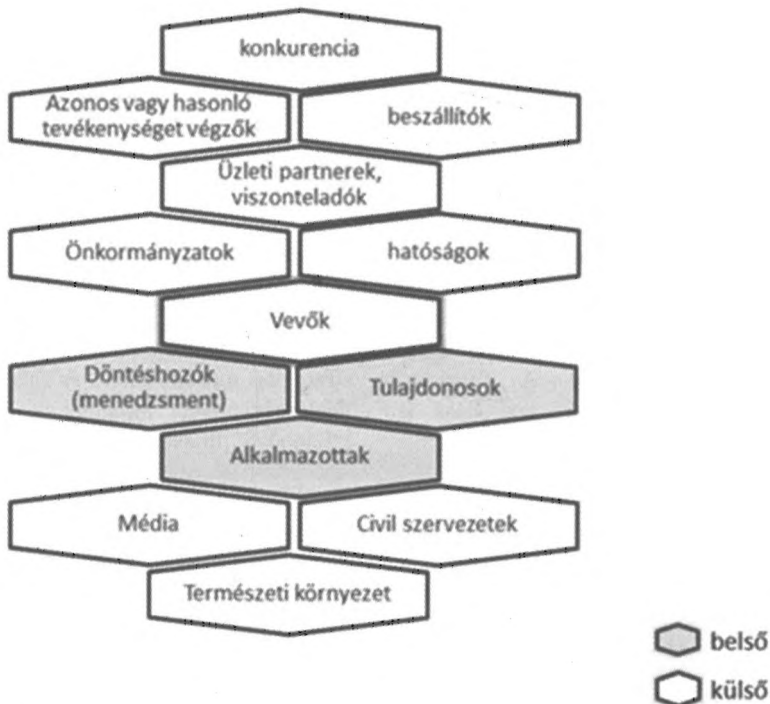 konkurencia
Azonos vagy hasonló
tevékenységet végzők
beszállítók
Üzleti partnerek,
viszonteladók
Önkormányzatok
hatóságok
Vevők
Döntéshozók
(menedzsment)
Tulajdonosok
Alkalmazottak
Média
Civil szervezetek
Természeti környezet
belső
külső